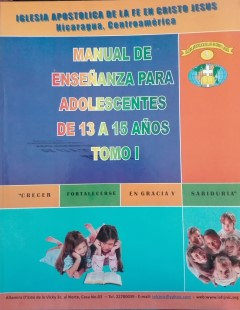 IGLESIA APOSTOLICA DE LA FE EN CRISTO JESUS
Nicaragua, Centroamérica
MANUAL DE
ENSEÑANZA PARA
ADOLESCENTES
DE 13 A 15 AÑOS
TOMO I
"CRECER FORTALECERSE EN GRACIA Y SABIDURIA"